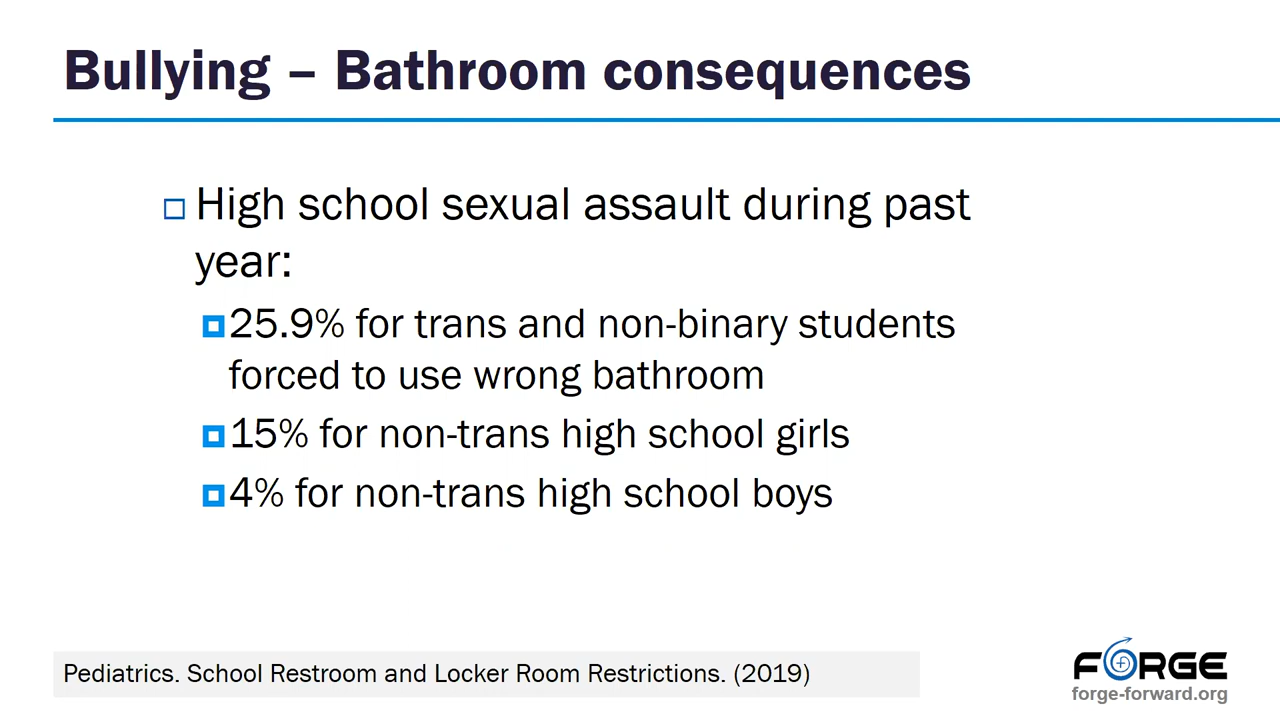 Bullying – Bathroom consequences
High school sexual assault during past
year:
25.9% for trans and non-binary students
forced to use wrong bathroom
15% for non-trans high school girls
4% for non-trans high school boys
Pediatrics. School Restroom and Locker Room Restrictions. (2019)
FORGE
forge-forward.org